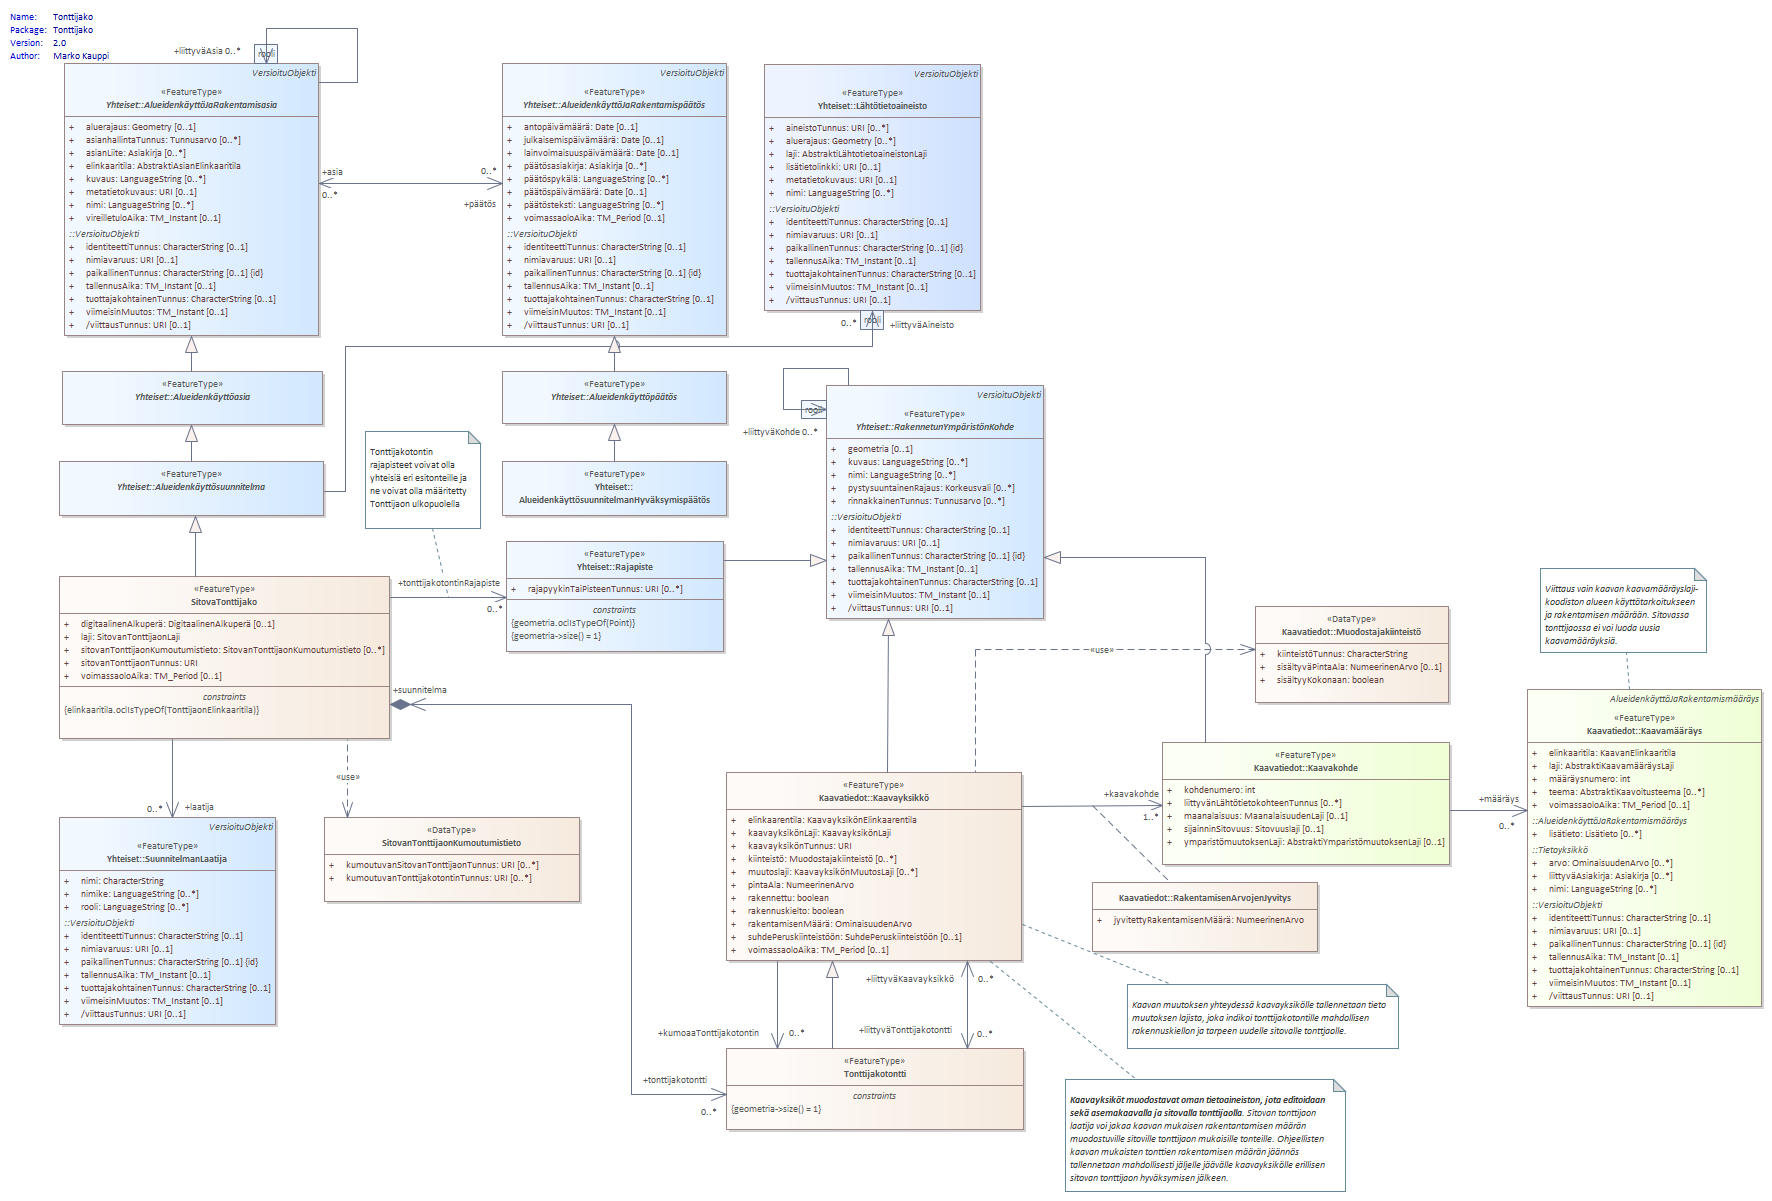 Name: Tonttijako
Package: Tonttijako
Version: 2.0
Author: Marko Kauppi
+liittyväAsia 0..*
rooli
VersioituObjekti
«FeatureType»
Yhteiset::AlueidenkäyttöJaRakentamisasia
+ aluerajaus: Geometry [0..1]
+ asianhallintaTunnus: Tunnusarvo [0..*]
+ asianLiite: Asiakirja [0..*]
+ elinkaaritila: AbstraktiAsianElinkaaritila
+ kuvaus: LanguageString [0..*]
+ metatietokuvaus: URI [0..1]
+ nimi: LanguageString [0..*]
+ vireilletuloAika: TM_Instant [0..1]
::VersioituObjekti
+ identiteettiTunnus: CharacterString [0..1]
+ nimiavaruus: URI [0..1]
+ paikallinenTunnus: CharacterString [0..1] {id}
+ tallennusAika: TM_Instant [0..1]
+ tuottajakohtainenTunnus: CharacterString [0..1]
+ viimeisinMuutos: TM_Instant [0..1]
+ /viittausTunnus: URI [0..1]
+asia
0..*
0..*
+päätös
VersioituObjekti
«FeatureType»
Yhteiset::AlueidenkäyttöJaRakentamispäätös
+ antopäivämäärä: Date [0..1]
+ julkaisemispäivämäärä: Date [0..1]
+ lainvoimaisuuspäivämäärä: Date [0..1]
+ päätösasiakirja: Asiakirja [0..*]
+ päätöspykälä: LanguageString [0..*]
+ päätöspäivämäärä: Date [0..1]
+ päätösteksti: LanguageString [0..*]
+ voimassaoloAika: TM_Period [0..1]
::VersioituObjekti
+ identiteettiTunnus: CharacterString [0..1]
+ nimiavaruus: URI [0..1]
+ paikallinenTunnus: CharacterString [0..1] {id}
+ tallennusAika: TM_Instant [0..1]
+ tuottajakohtainenTunnus: CharacterString [0..1]
+ viimeisinMuutos: TM_Instant [0..1]
+ /viittausTunnus: URI [0..1]
VersioituObjekti
«FeatureType»
Yhteiset::Lähtötietoaineisto
+ aineistoTunnus: URI [0..*]
+ aluerajaus: Geometry [0..*]
+ laji: AbstraktiLähtötietoaineistonLaji
+ lisätietolinkki: URI [0..1]
+ metatietokuvaus: URI [0..1]
+ nimi: LanguageString [0..*]
::VersioituObjekti
+ identiteettiTunnus: CharacterString [0..1]
+ nimiavaruus: URI [0..1]
+ paikallinenTunnus: CharacterString [0..1] {id}
+ tallennusAika: TM_Instant [0..1]
+ tuottajakohtainenTunnus: CharacterString [0..1]
+ viimeisinMuutos: TM_Instant [0..1]
+ /viittausTunnus: URI [0..1]
0..*
rooli
+liittyväAineisto
«FeatureType»
Yhteiset::Alueidenkäyttöasia
«FeatureType»
Yhteiset::Alueidenkäyttöpäätös
«FeatureType»
Yhteiset::Alueidenkäyttösuunnitelma
Tonttijakotontin
rajapisteet voivat olla
yhteisiä eri esitonteille ja
ne voivat olla määritetty
Tonttijaon ulkopuolella
«FeatureType»
Yhteiset::
AlueidenkäyttösuunnitelmanHyväksymispäätös
rooli
+liittyväKohde 0..*
VersioituObjekti
«FeatureType»
Yhteiset::RakennetunYmpäristönKohde
+ geometria [0..1]
+ kuvaus: LanguageString [0..*]
+ nimi: LanguageString [0..*]
+ pystysuuntainenRajaus: Korkeusvali [0..*]
+ rinnakkainenTunnus: Tunnusarvo [0..*]
::VersioituObjekti
+ identiteettiTunnus: CharacterString [0..1]
+ nimiavaruus: URI [0..1]
+ paikallinenTunnus: CharacterString [0..1] {id}
+ tallennusAika: TM_Instant [0..1]
+ tuottajakohtainenTunnus: CharacterString [0..1]
+ viimeisinMuutos: TM_Instant [0..1]
+ /viittausTunnus: URI [0..1]
«FeatureType»
Yhteiset::Rajapiste
+ rajapyykinTaiPisteenTunnus: URI [0..*]
constraints
{geometria.oclIsTypeOf(Point)}
{geometria->size() = 1}
+tonttijakotontinRajapiste
0..*
«FeatureType»
SitovaTonttijako
+ digitaalinenAlkuperä: DigitaalinenAlkuperä [0..1]
+ laji: SitovanTonttijaonLaji
+ sitovanTonttijaonKumoutumistieto: SitovanTonttijaonKumoutumistieto [0..*]
+ sitovanTonttijaonTunnus: URI
+ voimassaoloAika: TM_Period [0..1]
constraints
{elinkaaritila.oclIsTypeOf(TonttijaonElinkaaritila)}
+suunnitelma
«use»
0..*
+laatija
VersioituObjekti
«FeatureType»
Yhteiset::SuunnitelmanLaatija
+ nimi: CharacterString
+ nimike: LanguageString [0..*]
+ rooli: LanguageString [0..*]
::VersioituObjekti
+ identiteettiTunnus: CharacterString [0..1]
+ nimiavaruus: URI [0..1]
+ paikallinenTunnus: CharacterString [0..1] {id}
+ tallennusAika: TM_Instant [0..1]
+ tuottajakohtainenTunnus: CharacterString [0..1]
+ viimeisinMuutos: TM_Instant [0..1]
+ /viittausTunnus: URI [0..1]
«DataType»
SitovanTonttijaonKumoutumistieto
+ kumoutuvanSitovanTonttijaonTunnus: URI [0..*]
+ kumoutuvanTonttijakotontinTunnus: URI [0..*]
«use»
«DataType»
Kaavatiedot::Muodostajakiinteistö
+ kiinteistöTunnus: CharacterString
+ sisältyväPintaAla: NumeerinenArvo [0..1]
+ sisältyyKokonaan: boolean
Viittaus vain kaavan kaavamääräyslaji-
koodiston alueen käyttötarkoitukseen
ja rakentamisen määrään. Sitovassa
tonttijaossa ei voi luoda uusia
kaavamääräyksiä.
«FeatureType»
Kaavatiedot::Kaavayksikkö
+ elinkaarentila: KaavayksikönElinkaaritila
+ kaavayksikönLaji: KaavayksikönLaji
+ kaavayksikönTunnus: URI
+ kiinteistö: Muodostajakiinteistö [0..*]
+ muutoslaji: KaavayksikönMuutosLaji [0..*]
+ pintaAla: NumeerinenArvo
+ rakennettu: boolean
+ rakennuskielto: boolean
+ rakentamisenMäärä: OminaisuudenArvo
+ suhdePeruskiinteistöön: SuhdePeruskiinteistöön [0..1]
+ voimassaoloAika: TM_Period [0..1]
+kaavakohde
1..*
«FeatureType»
Kaavatiedot::Kaavakohde
+ kohdenumero: int
+ liittyvänLähtötietokohteenTunnus [0..*]
+ maanalaisuus: MaanalaisuudenLaji [0..1]
+ sijainninSitovuus: Sitovuuslaji [0..1]
+ ymparistömuutoksenLaji: AbstraktiYmparistömuutoksenLaji [0..1]
+määräys
0..*
AlueidenkäyttöJaRakentamismääräys
«FeatureType»
Kaavatiedot::Kaavamääräys
+ elinkaaritila: KaavanElinkaaritila
+ laji: AbstraktiKaavamääräysLaji
+ määräysnumero: int
+ teema: AbstraktiKaavoitusteema [0..*]
+ voimassaoloAika: TM_Period [0..1]
::AlueidenkäyttöJaRakentamismääräys
+ lisätieto: Lisätieto [0..*]
::Tietoyksikkö
+ arvo: OminaisuudenArvo [0..*]
+ liittyväAsiakirja: Asiakirja [0..*]
+ nimi: LanguageString [0..*]
::VersioituObjekti
+ identiteettiTunnus: CharacterString [0..1]
+ nimiavaruus: URI [0..1]
+ paikallinenTunnus: CharacterString [0..1] {id}
+ tallennusAika: TM_Instant [0..1]
+ tuottajakohtainenTunnus: CharacterString [0..1]
+ viimeisinMuutos: TM_Instant [0..1]
+ /viittausTunnus: URI [0..1]
Kaavatiedot::RakentamisenArvojenJyvitys
+ jyvitettyRakentamisenMäärä: NumeerinenArvo
+liittyväKaavayksikkö
0..*
+kumoaaTonttijakotontin
0..*
+liittyväTonttijakotontti
0..*
+tonttijakotontti
0..*
«FeatureType»
Tonttijakotontti
constraints
{geometria->size() = 1}
Kaavan muutoksen yhteydessä kaavayksikölle tallennetaan tieto
muutoksen lajista, joka indikoi tonttijakotontille mahdollisen
rakennuskiellon ja tarpeen uudelle sitovalle tonttjaolle.
Kaavayksiköt muodostavat oman tietoaineiston, jota editoidaan
sekä asemakaavalla ja sitovalla tonttijaolla. Sitovan tonttijaon
laatija voi jakaa kaavan mukaisen rakentantamisen määrän
muodostuville sitoville tonttijaon mukaisille tonteille. Ohjeellisten
kaavan mukaisten tonttien rakentamisen määrän jäännös
tallennetaan mahdollisesti jäljelle jäävälle kaavayksikölle erillisen
sitovan tonttijaon hyväksymisen jälkeen.